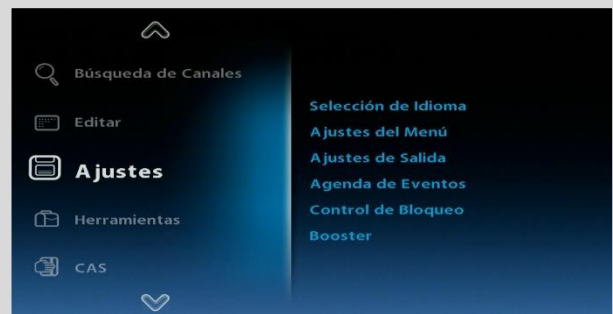 Búsqueda de Canales
Editar
Ajustes
Herramientas
CAS
Selección de Idioma
Ajustes del Menú
Ajustes de Salida
Agenda de Eventos
Control de Bloqueo
Booster